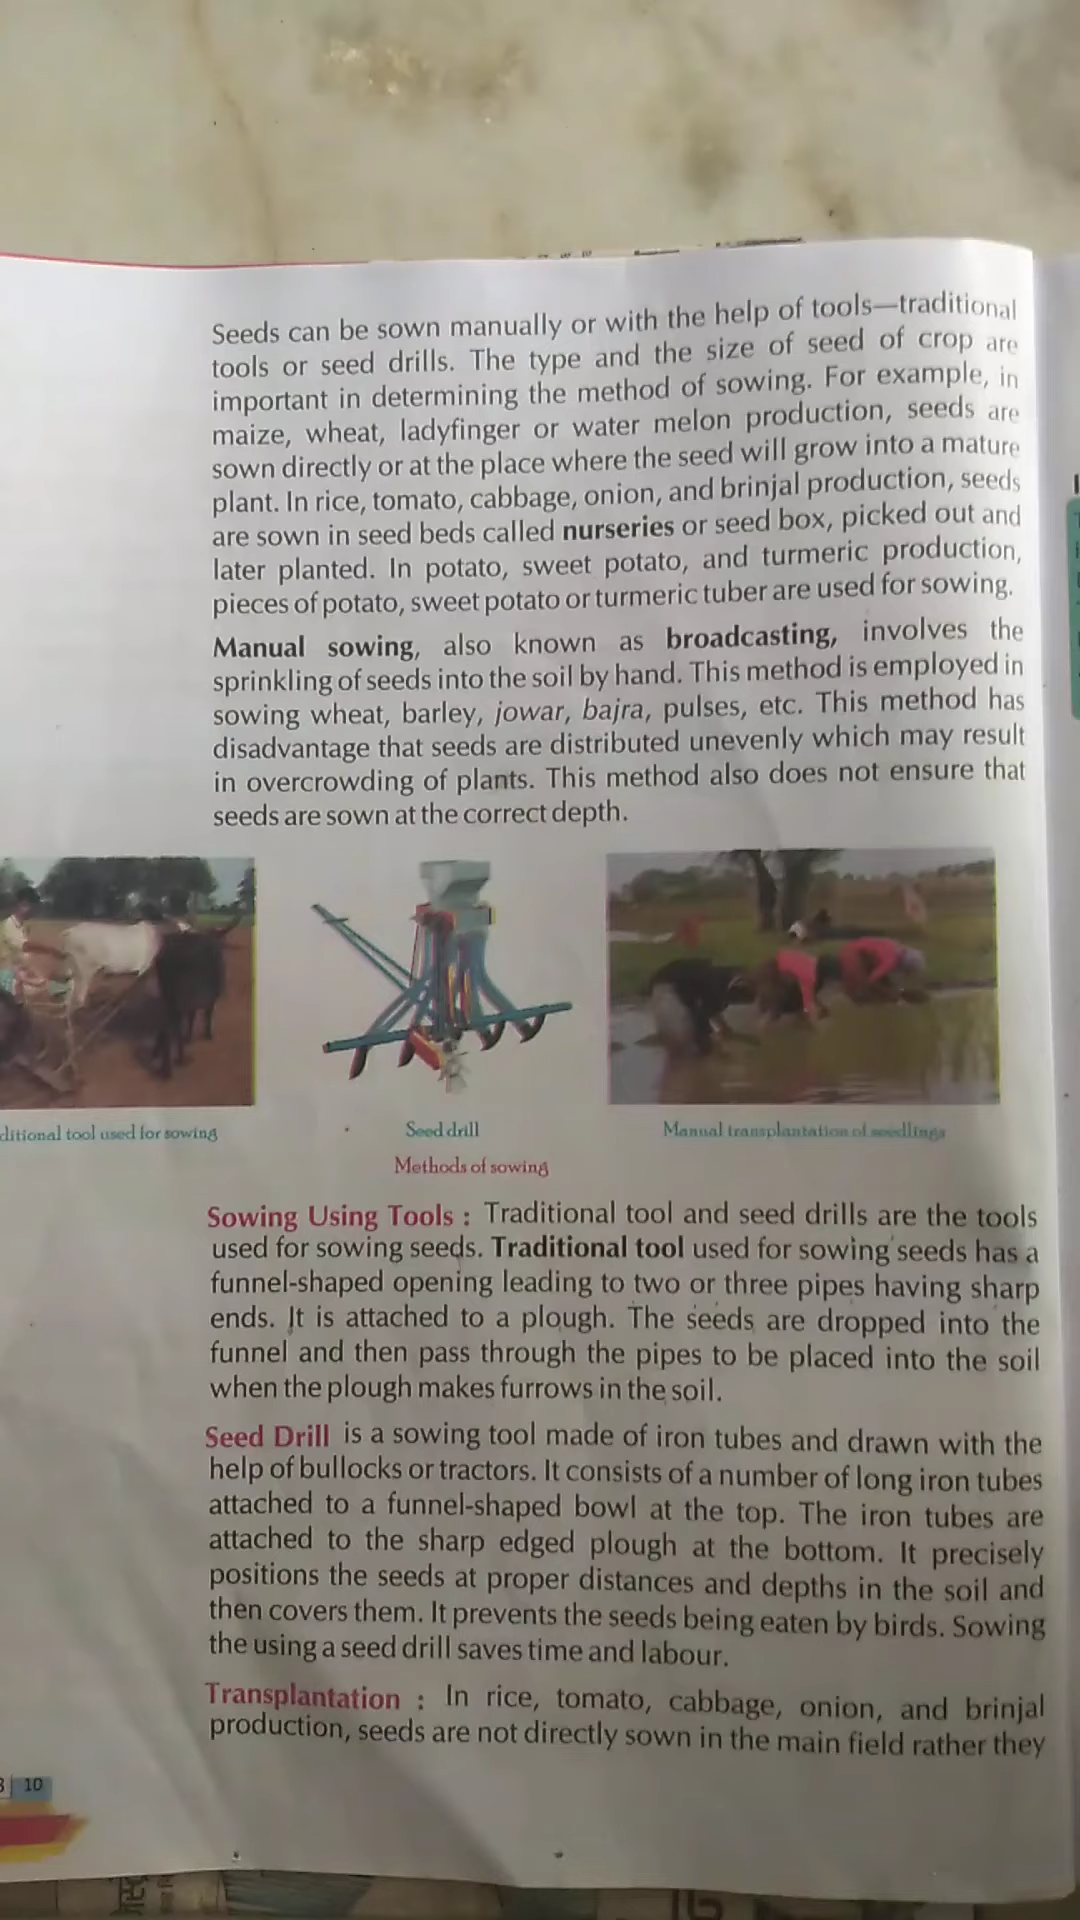 Seeds can be sown manually or with the help of tools—traditional
tools or seed drills. The type and the size of seed of crop are
important in determining the method of sowing. For example, in
maize, wheat, ladyfinger or water melon production, seeds are
sown directly or at the place where the seed will grow into a mature
plant. In rice, tomato, cabbage, onion, and brinjal production, seeds
are sown in seed beds called nurseries or seed box, picked out and
later planted. In potato, sweet potato, and turmeric production,
pieces of potato, sweet potato or turmeric tuber are used for sowing.
Manual sowing, also known as broadcasting, involves the
sprinkling of seeds into the soil by hand. This method is employed in
sowing wheat, barley, jowar, bajra, pulses, etc. This method has
disadvantage that seeds are distributed unevenly which may result
in overcrowding of plants. This method also does not ensure that
seeds are sown at the correct depth.
ditional tool used for sowing
Seed drill
Manual transplantation of seedlings
Methods of sowing
Sowing Using Tools : Traditional tool and seed drills are the tools
used for sowing seeds. Traditional tool used for sowing seeds has a
funnel-shaped opening leading to two or three pipes having sharp
ends. It is attached to a plough. The seeds are dropped into the
funnel and then pass through the pipes to be placed into the soil
when the plough makes furrows in the soil.
Seed Drill is a sowing tool made of iron tubes and drawn with the
help of bullocks or tractors. It consists of a number of long iron tubes
attached to a funnel-shaped bowl at the top. The iron tubes are
attached to the sharp edged plough at the bottom. It precisely
positions the seeds at proper distances and depths in the soil and
then covers them. It prevents the seeds being eaten by birds. Sowing
the using a seed drill saves time and labour.
Transplantation : In rice, tomato, cabbage, onion, and brinjal
production, seeds are not directly sown in the main field rather they
10